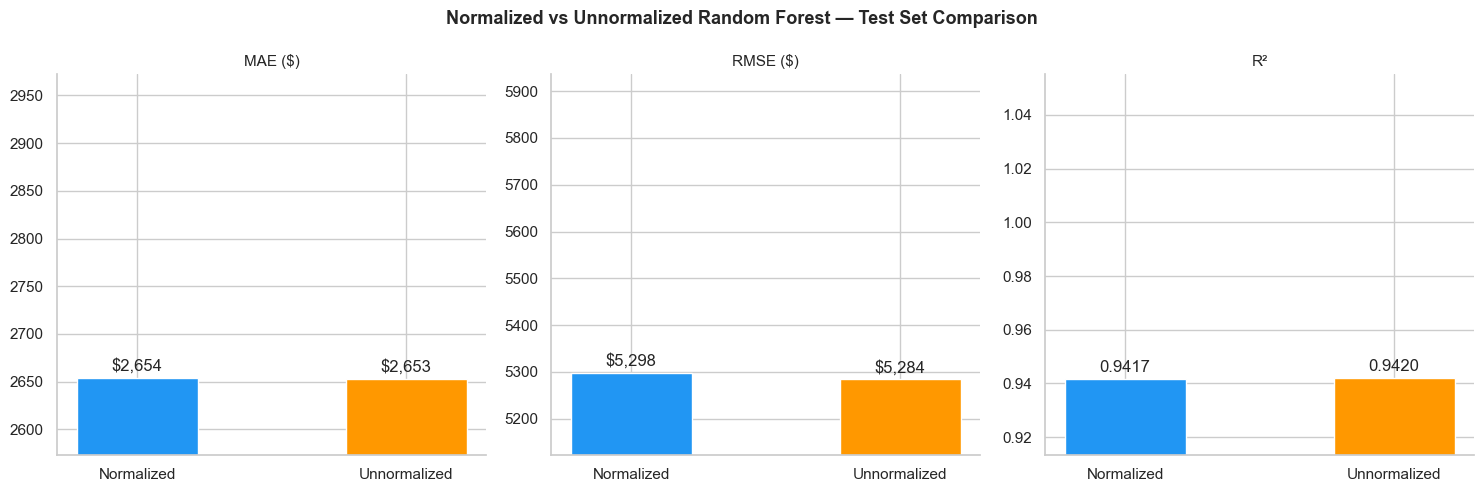 Normalized vs Unnormalized Random Forest — Test Set Comparison
MAE ($)
2950
2900
2850
2800
2750
2700
2650
2600
$2,654
$2,653
Normalized
Unnormalized
RMSE ($)
5900
5800
5700
5600
5500
5400
5300
5200
$5,298
$5,284
Normalized
Unnormalized
R²
1.04
1.02
1.00
0.98
0.96
0.94
0.92
0.9417
0.9420
Normalized
Unnormalized